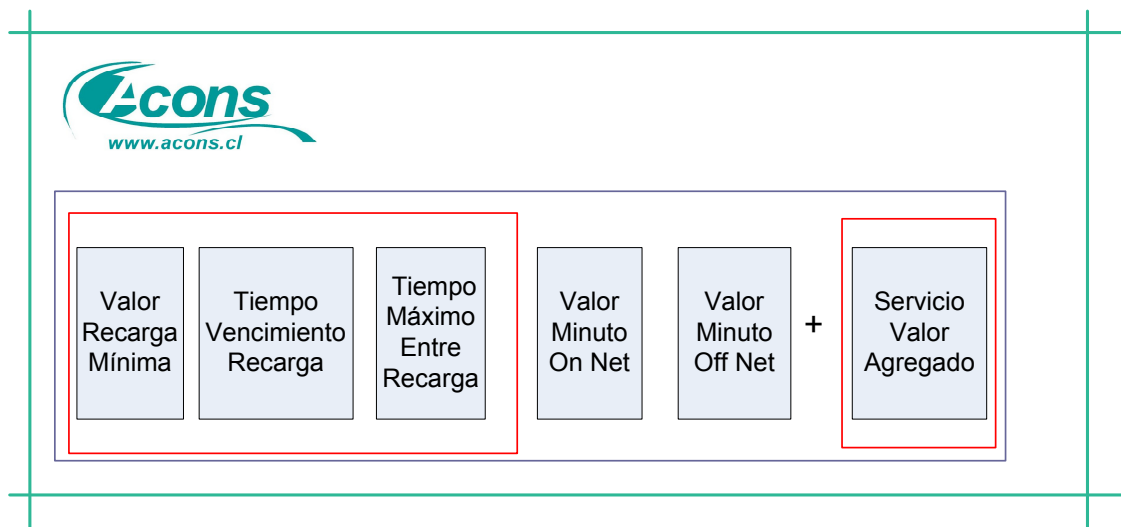 Acons
www.acons.cl
Valor
Recarga
Mínima
Tiempo
Vencimiento
Recarga
Tiempo
Máximo
Entre
Recarga
Valor
Minuto
On Net
Valor
Minuto
Off Net
+
Servicio
Valor
Agregado